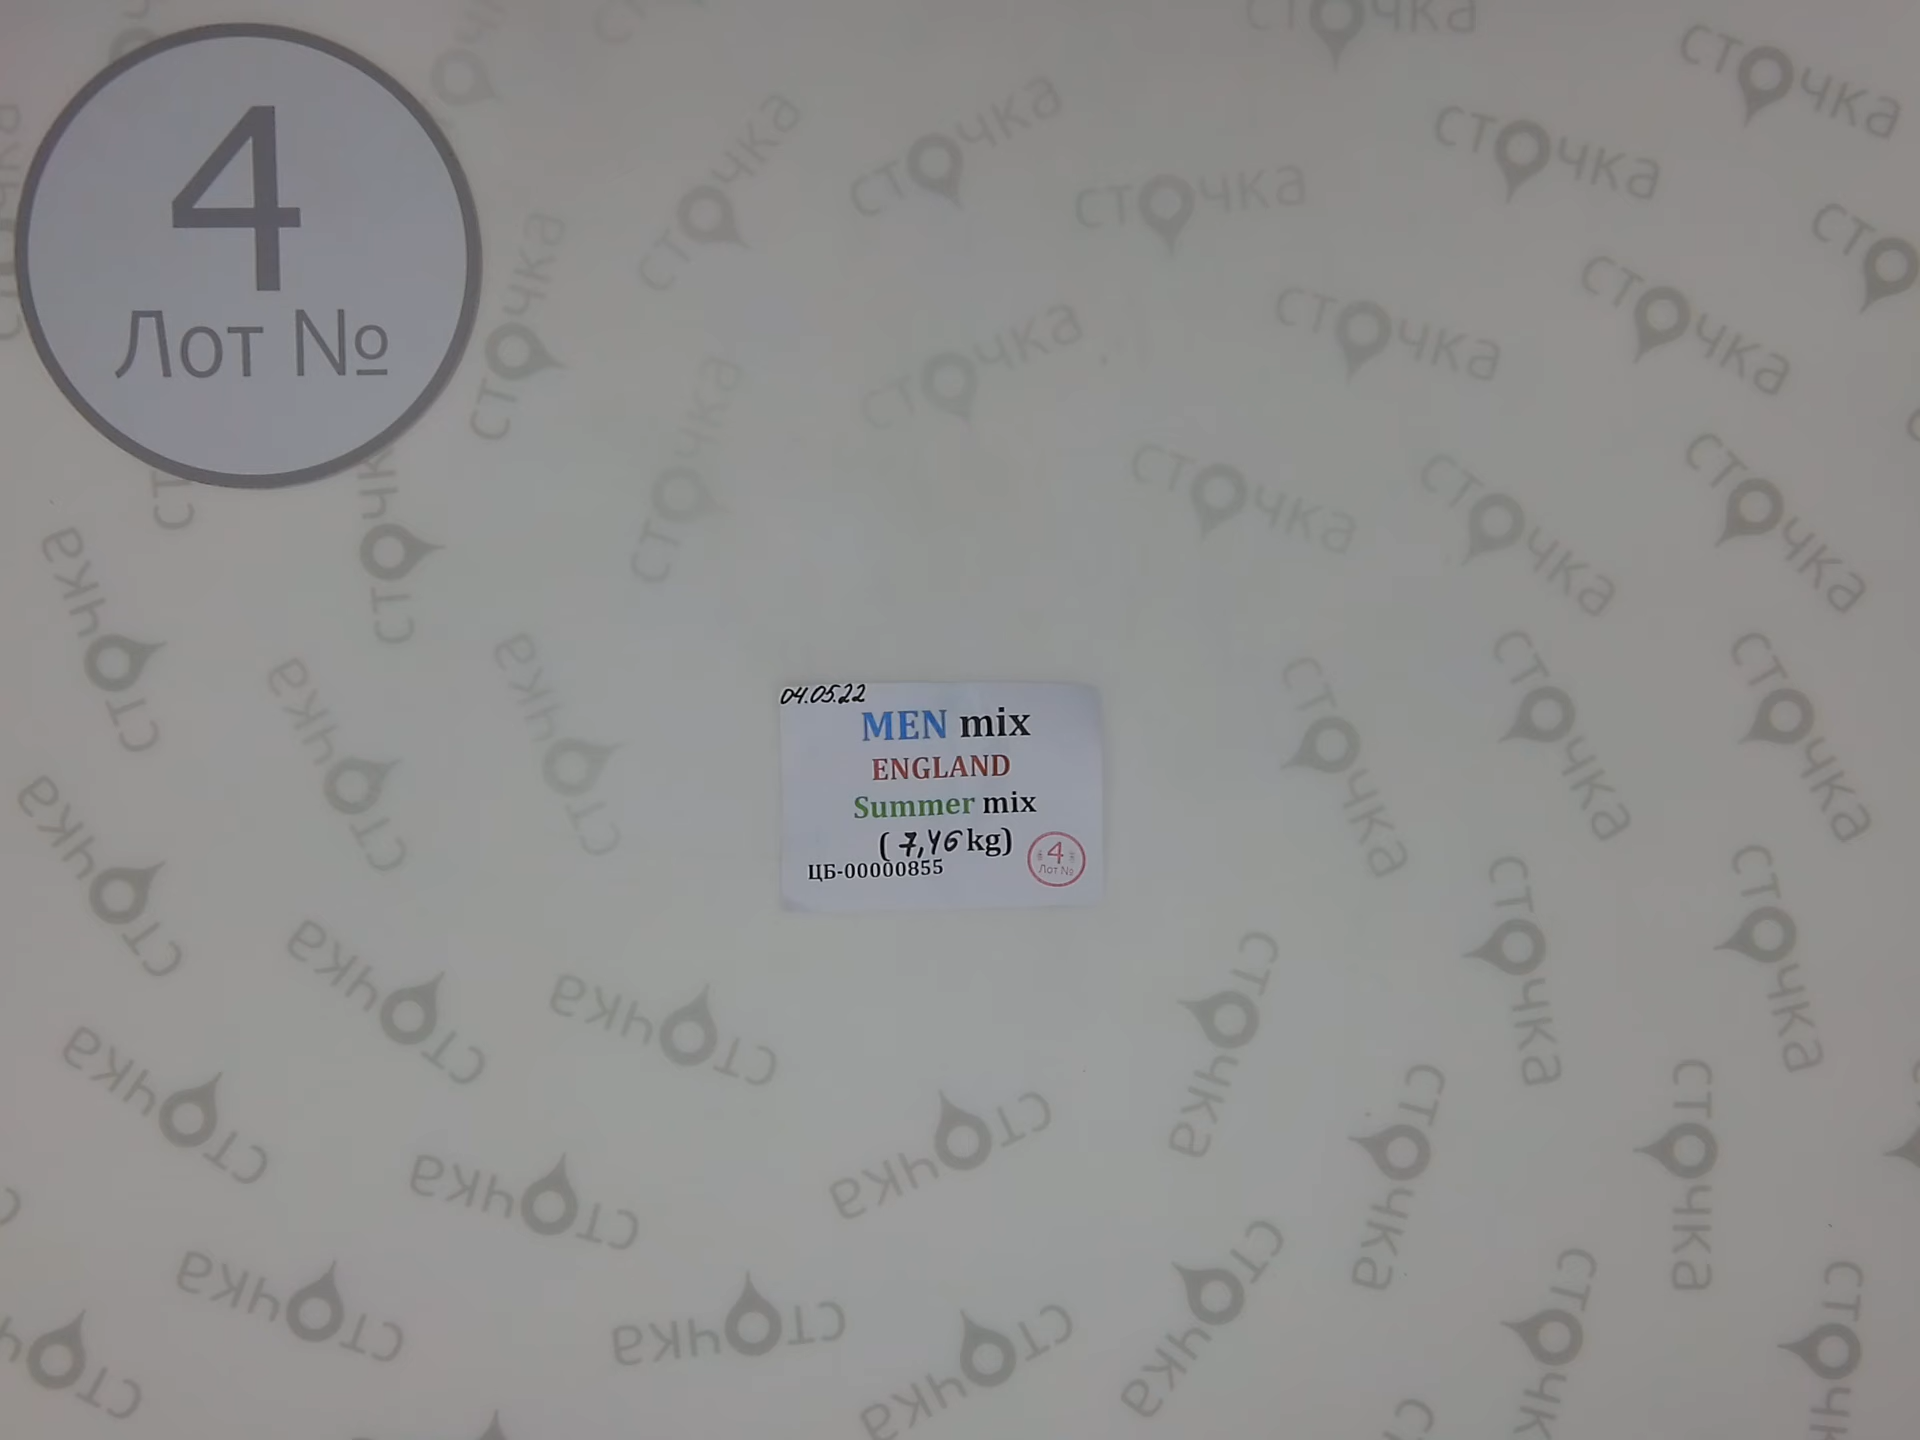 4
Лот №
04.05.22
MEN mix
ENGLAND
Summer mix
( 7,46 kg)
ЦБ-00000855
4
Лот №
сточка